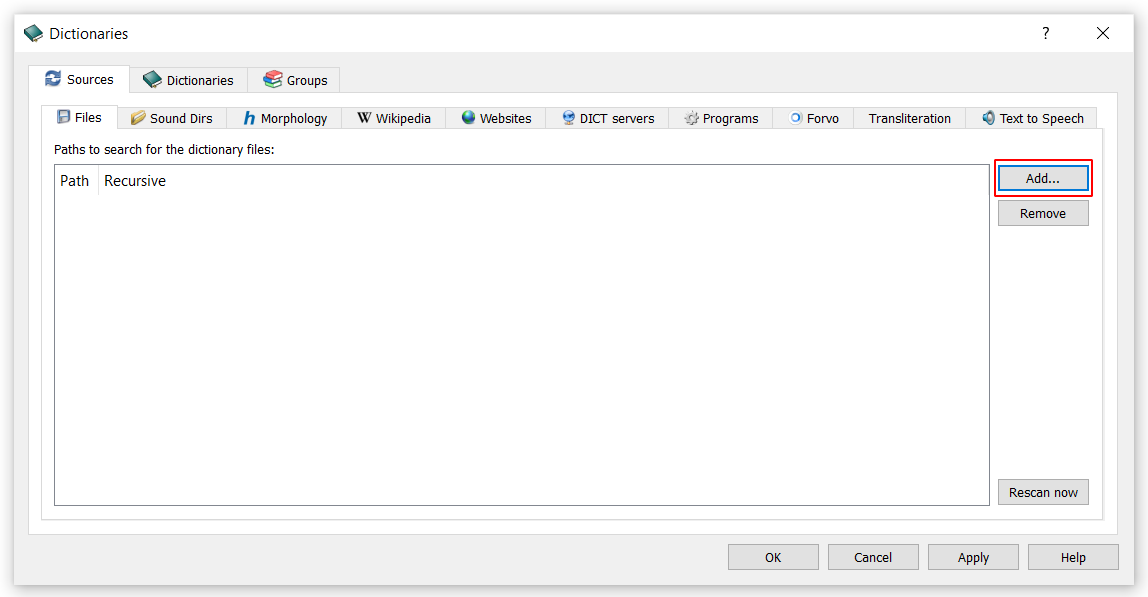 Dictionaries ?
Sources Dictionaries Groups
Files Sound Dirs h Morphology W Wikipedia Websites DICT servers Programs Forvo Transliteration Text to Speech
Paths to search for the dictionary files:
Path Recursive
Add...
Remove
Rescan now
OK Cancel Apply Help